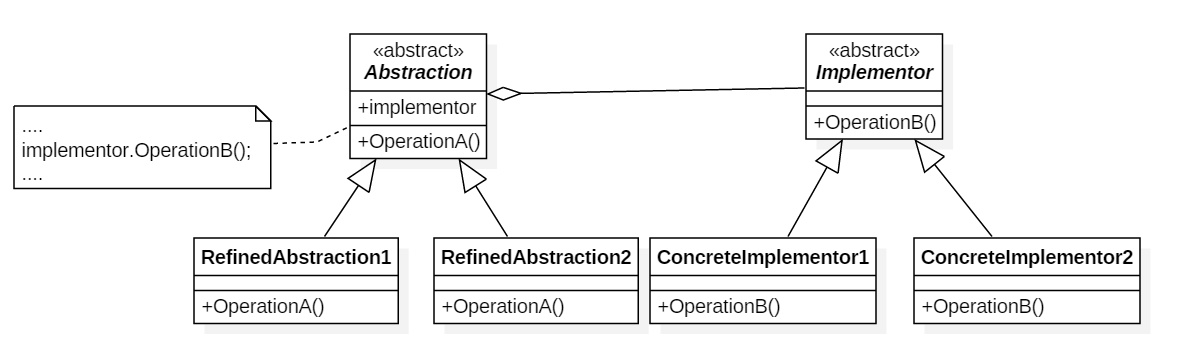 «abstract»
Abstraction
+implementor
+OperationA()
«abstract»
Implementor
+OperationB()
....
implementor.OperationB();
....
RefinedAbstraction1
+OperationA()
RefinedAbstraction2
+OperationA()
ConcreteImplementor1
+OperationB()
ConcreteImplementor2
+OperationB()